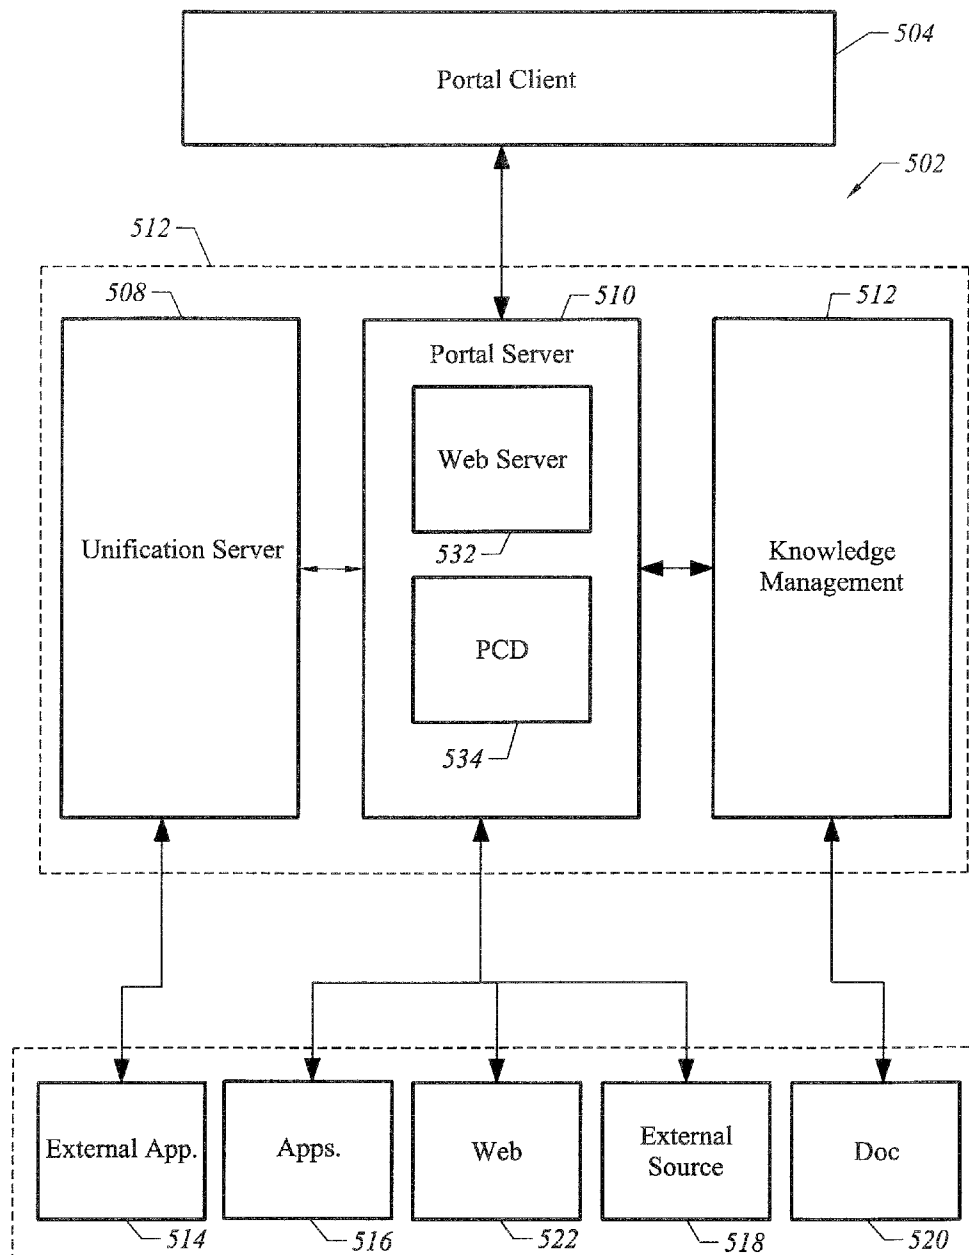 504
Portal Client
502
512
508
510
512
Portal Server
Web Server
532
Unification Server
Knowledge
Management
PCD
534
External App.
Apps.
Web
External
Source
Doc
514
516
522
518
520